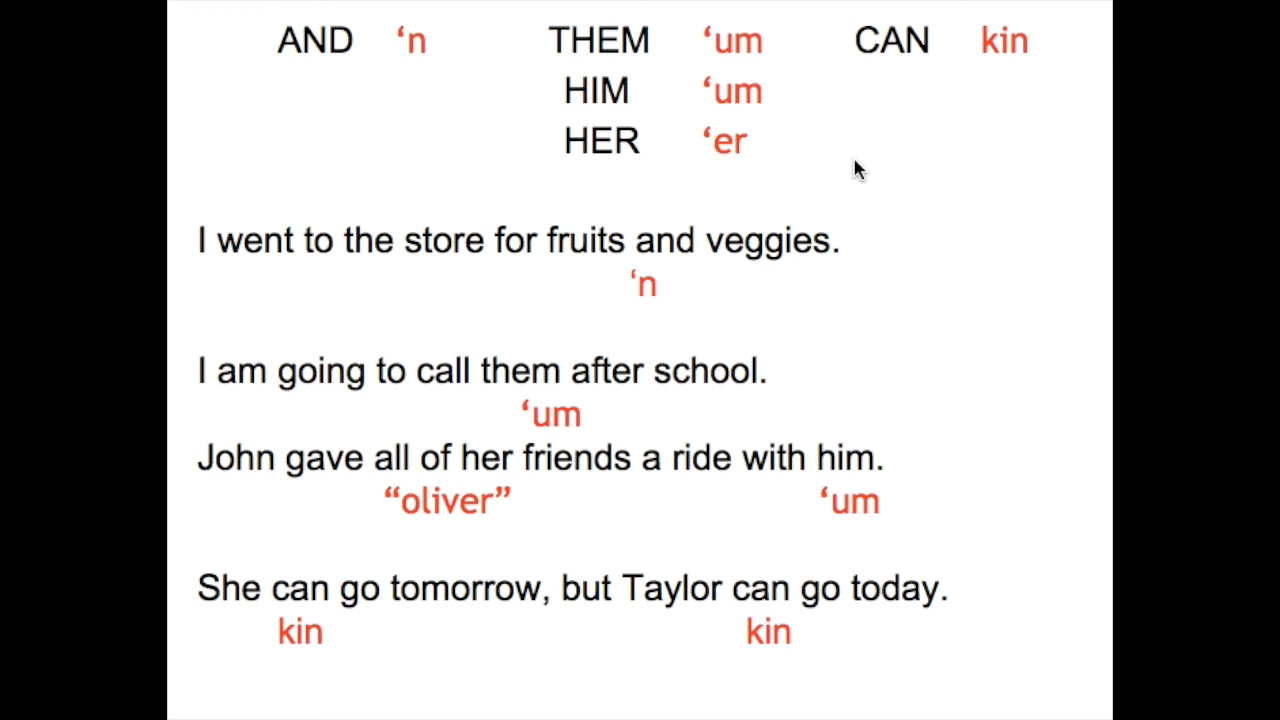 AND ‘n THEM ‘um CAN kin
HIM ‘um
HER ‘er
I went to the store for fruits and veggies.
‘n
I am going to call them after school.
‘um
John gave all of her friends a ride with him.
“oliver” ‘um
She can go tomorrow, but Taylor can go today.
kin kin